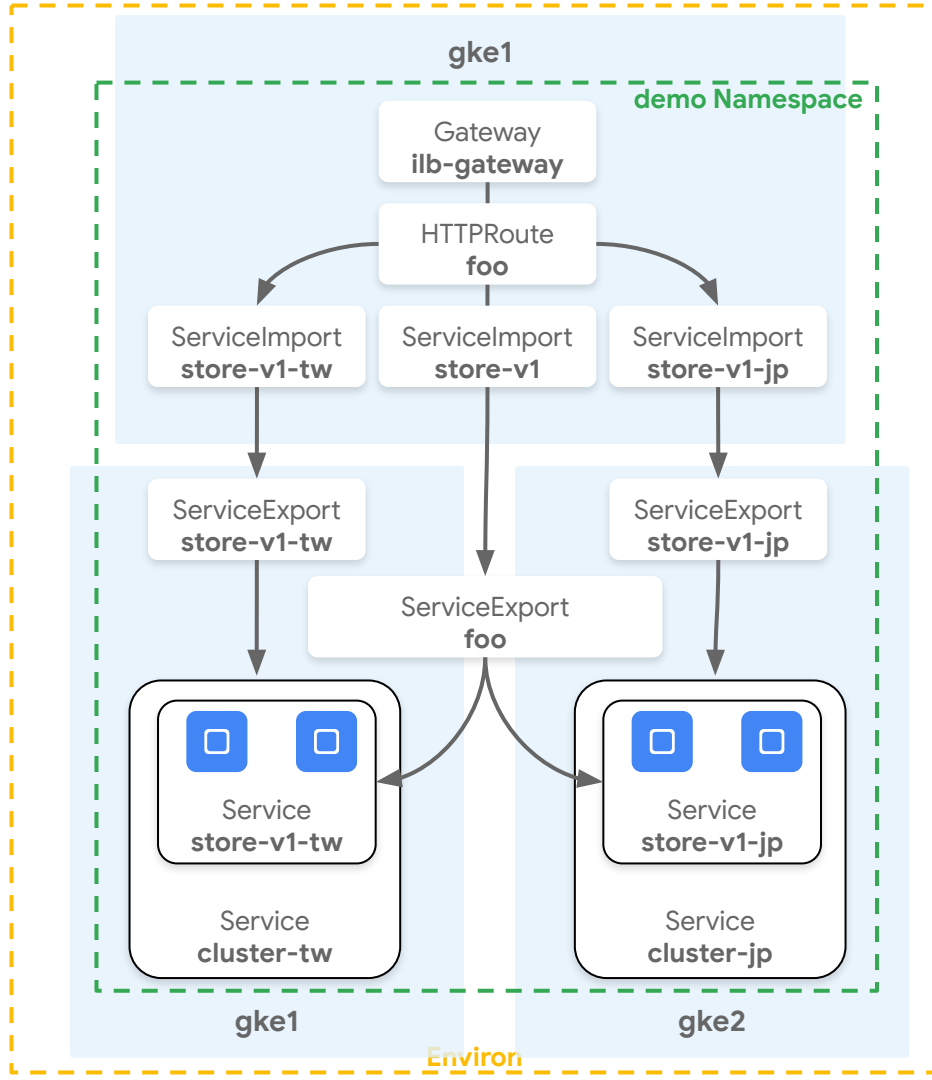 gke1
demo Namespace
Gateway
ilb-gateway
HTTPRoute
foo
ServiceImport
store-v1-tw
ServiceImport
store-v1
ServiceImport
store-v1-jp
ServiceExport
store-v1-tw
ServiceExport
store-v1-jp
ServiceExport
foo
Service
store-v1-tw
Service
store-v1-jp
Service
cluster-tw
Service
cluster-jp
gke1
gke2
Environ